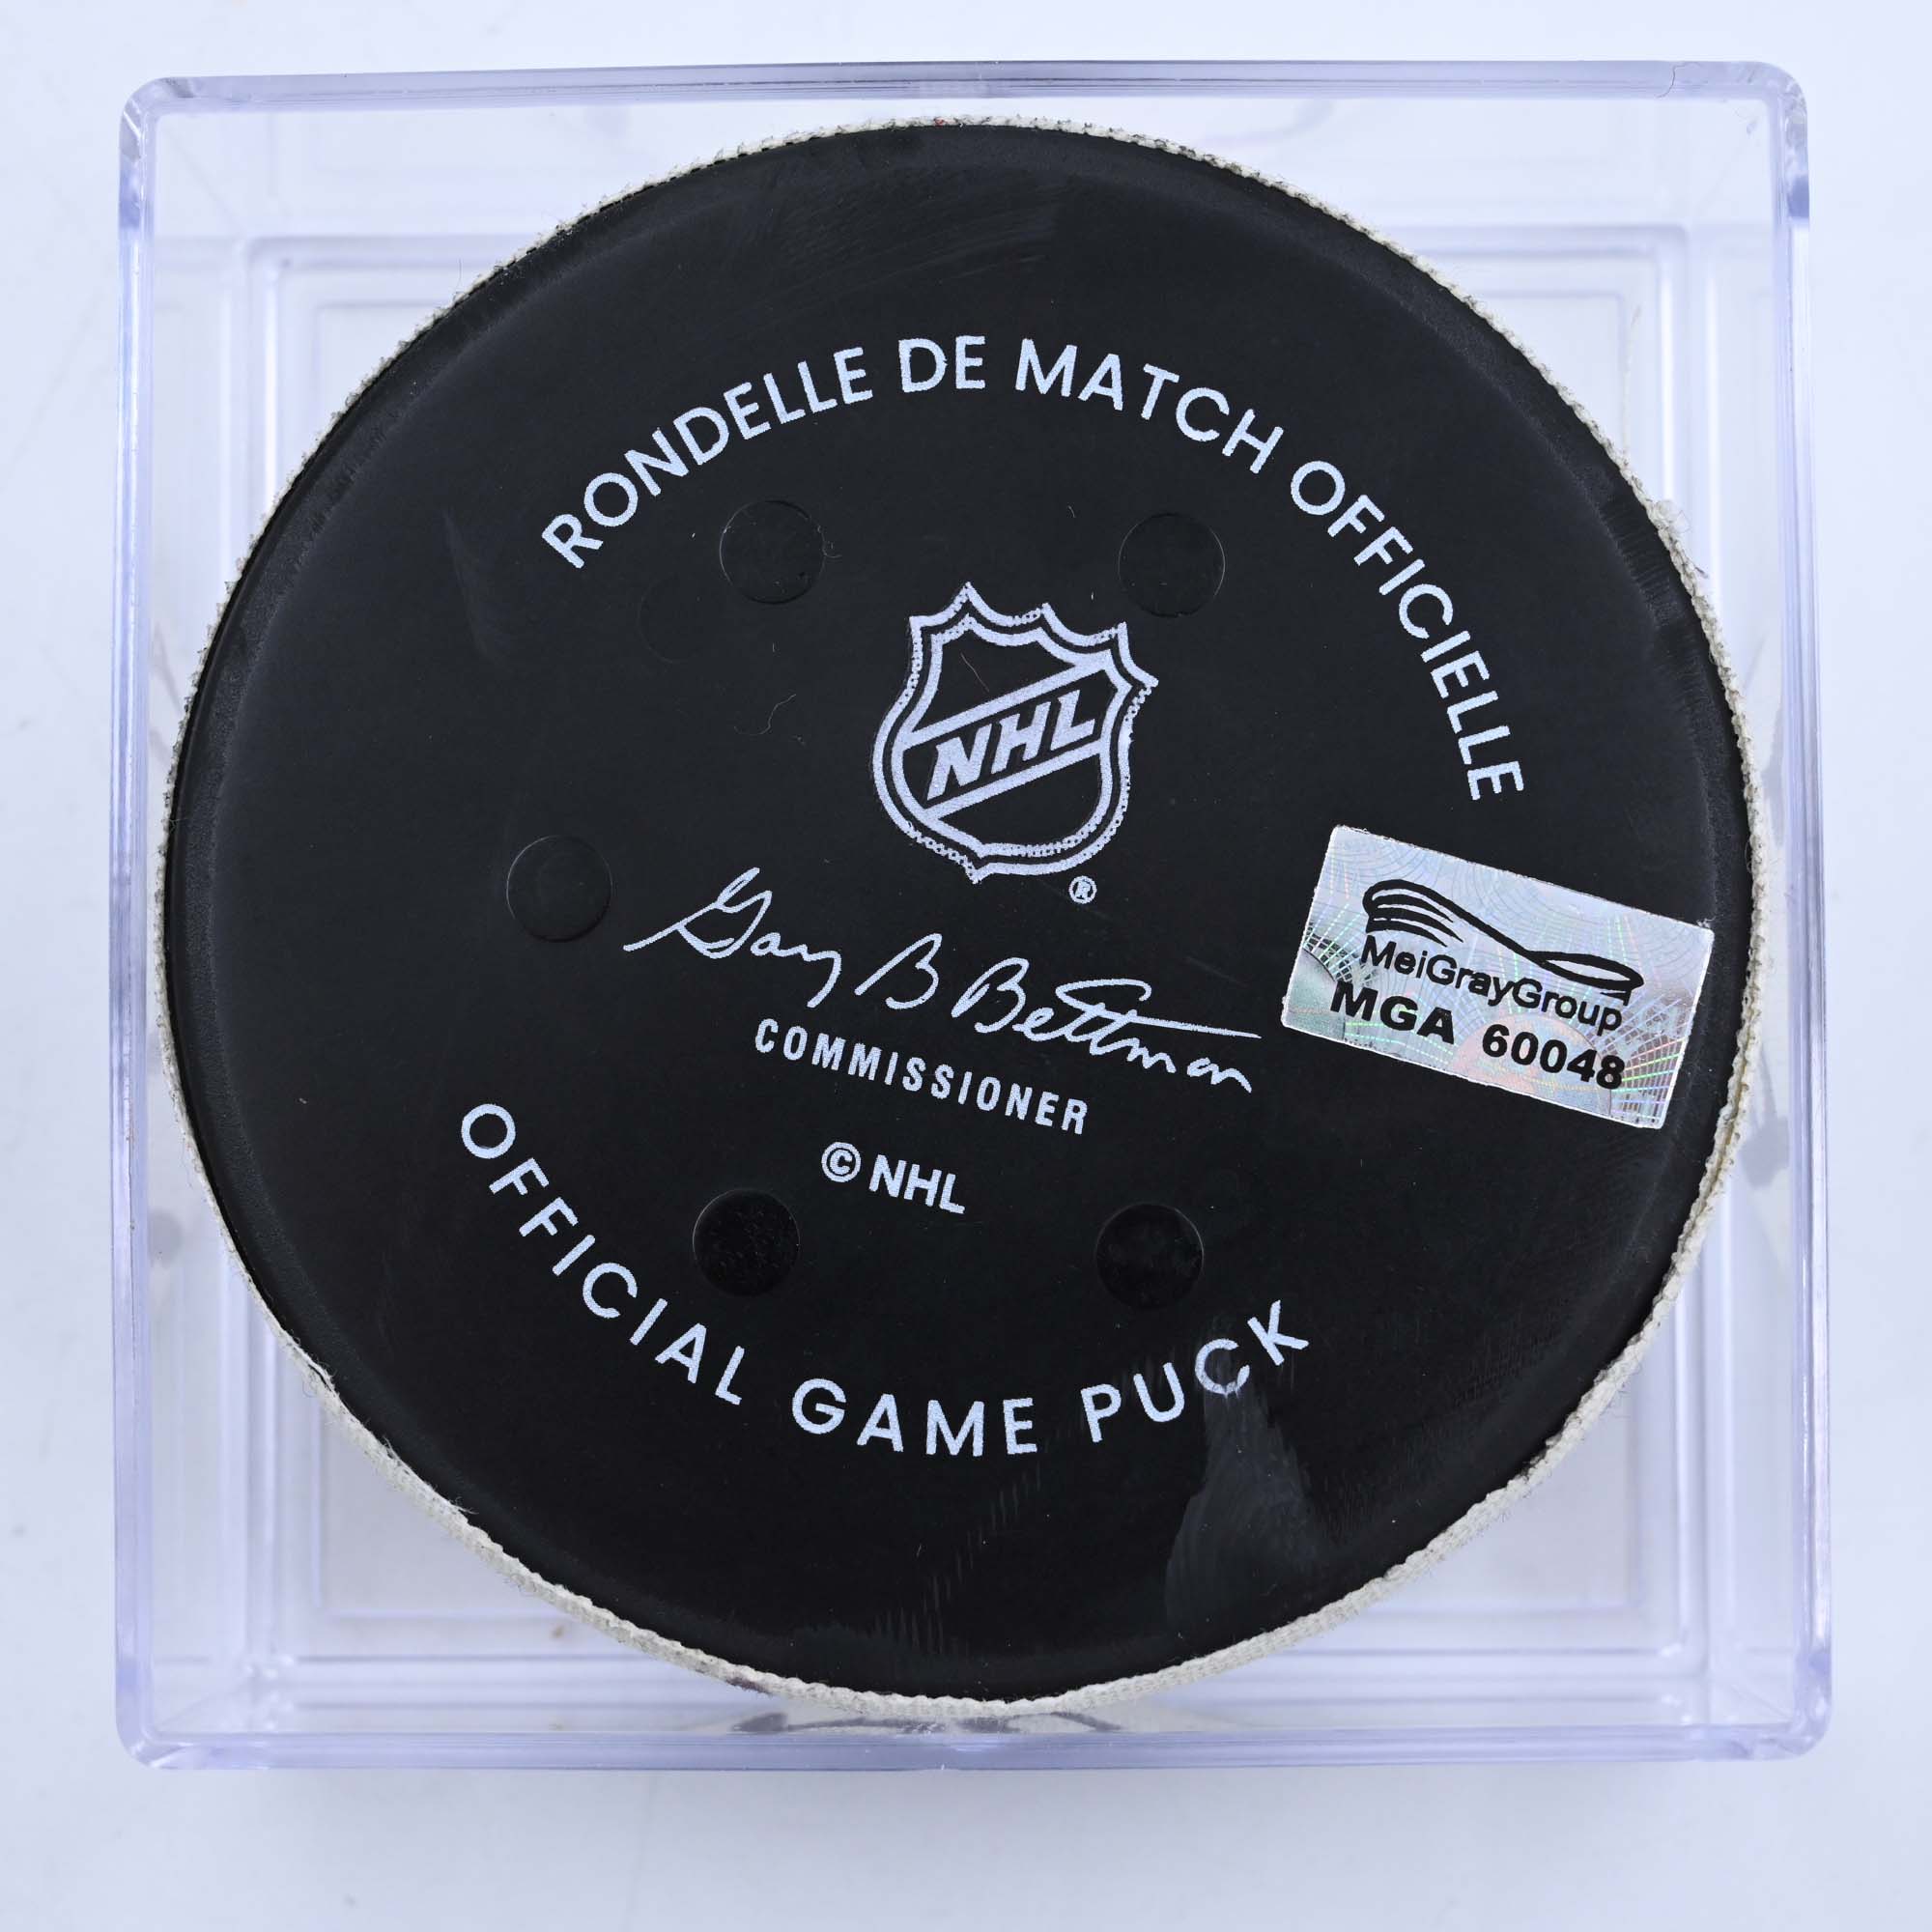 RONDELLE DE MATCH OFFICIELLE
NHL
®
Gary B Bettman
COMMISSIONER
© NHL
OFFICIAL GAME PUCK
MeiGrayGroup
MGA 60048